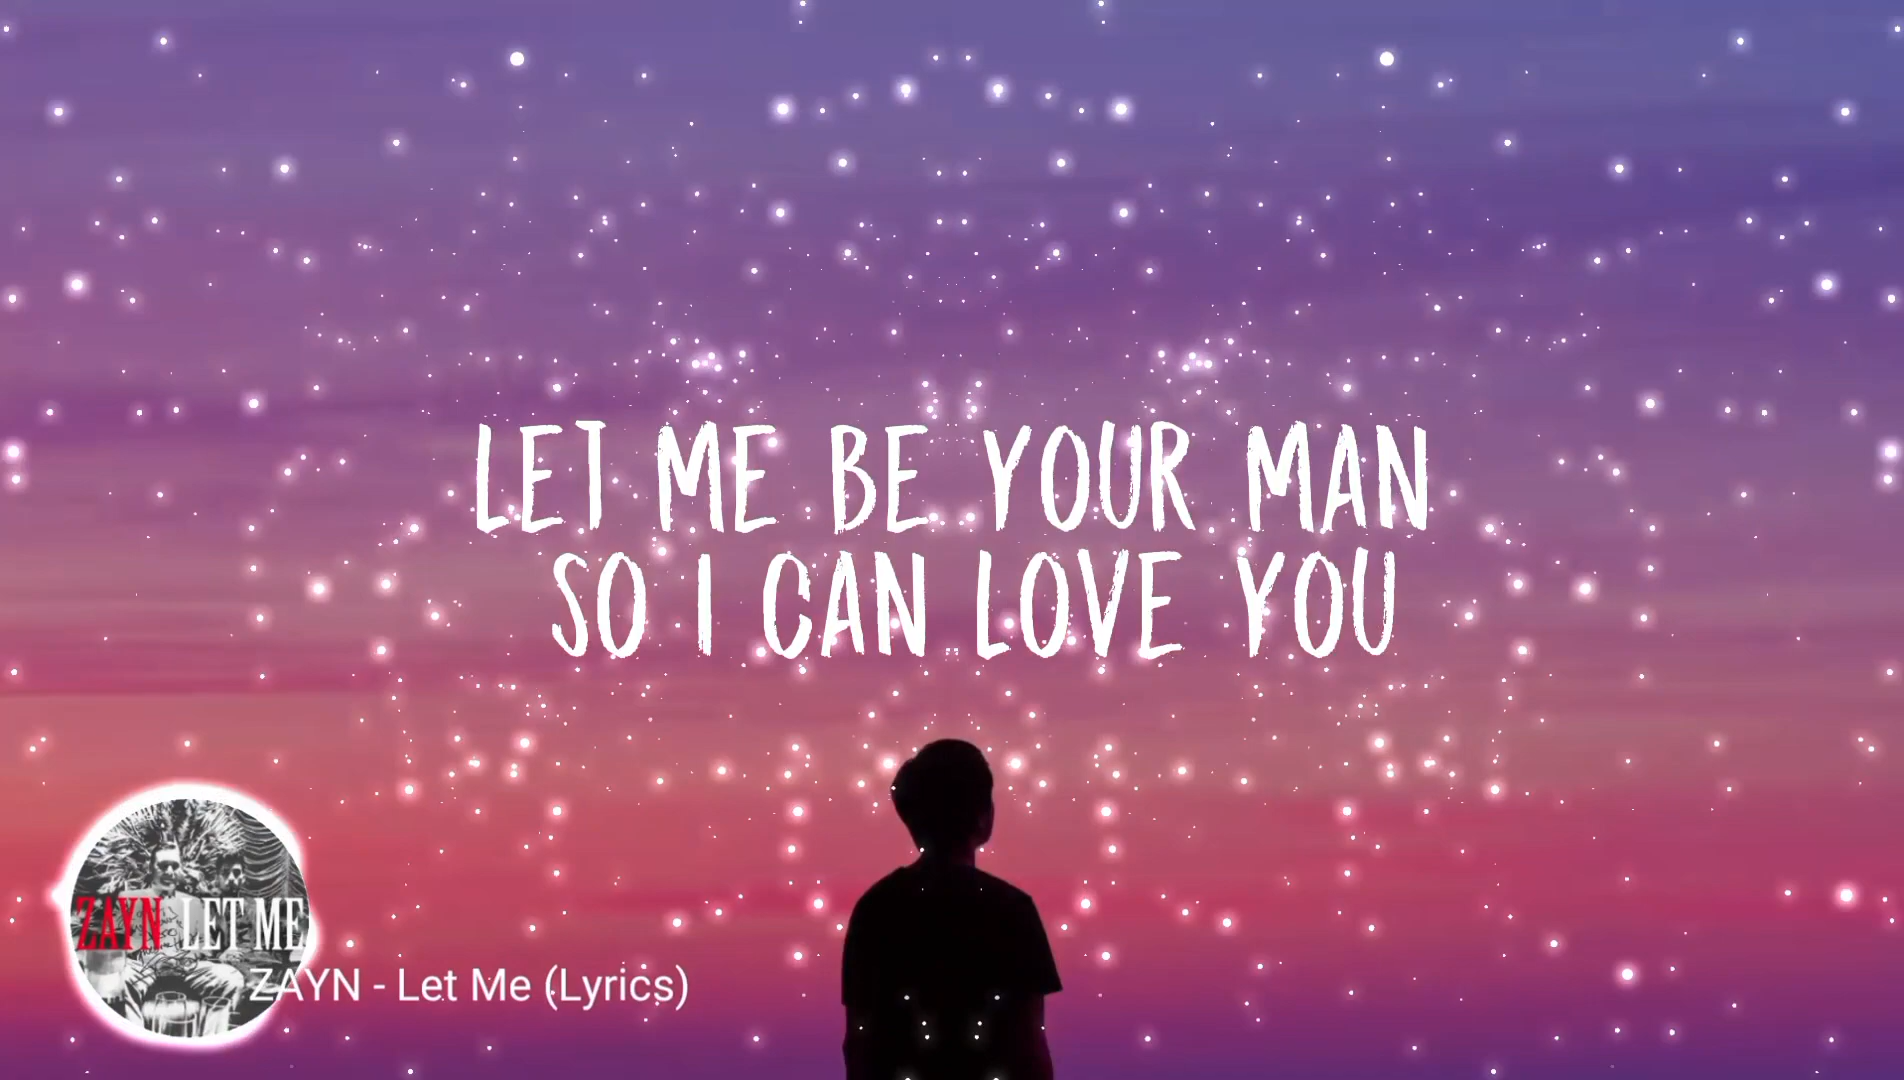 LET ME BE YOUR MAN
SO I CAN LOVE YOU
ZAYN LET ME
ZAYN - Let Me (Lyrics)